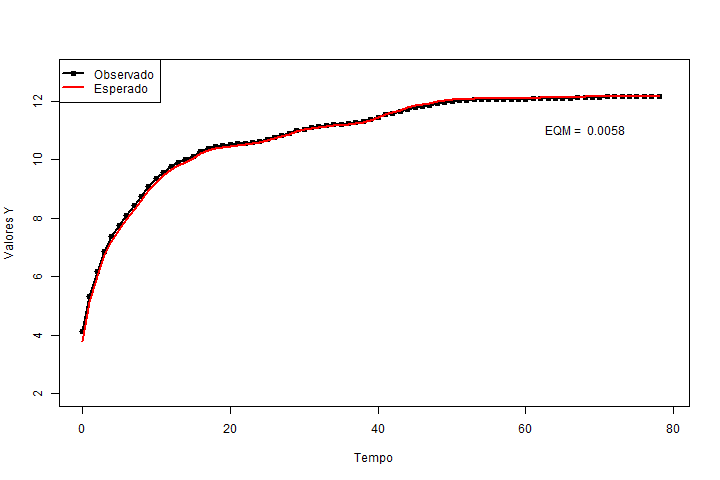 Observado
Esperado
EQM = 0.0058
Valores Y
12
10
8
6
4
2
0
20
40
60
80
Tempo